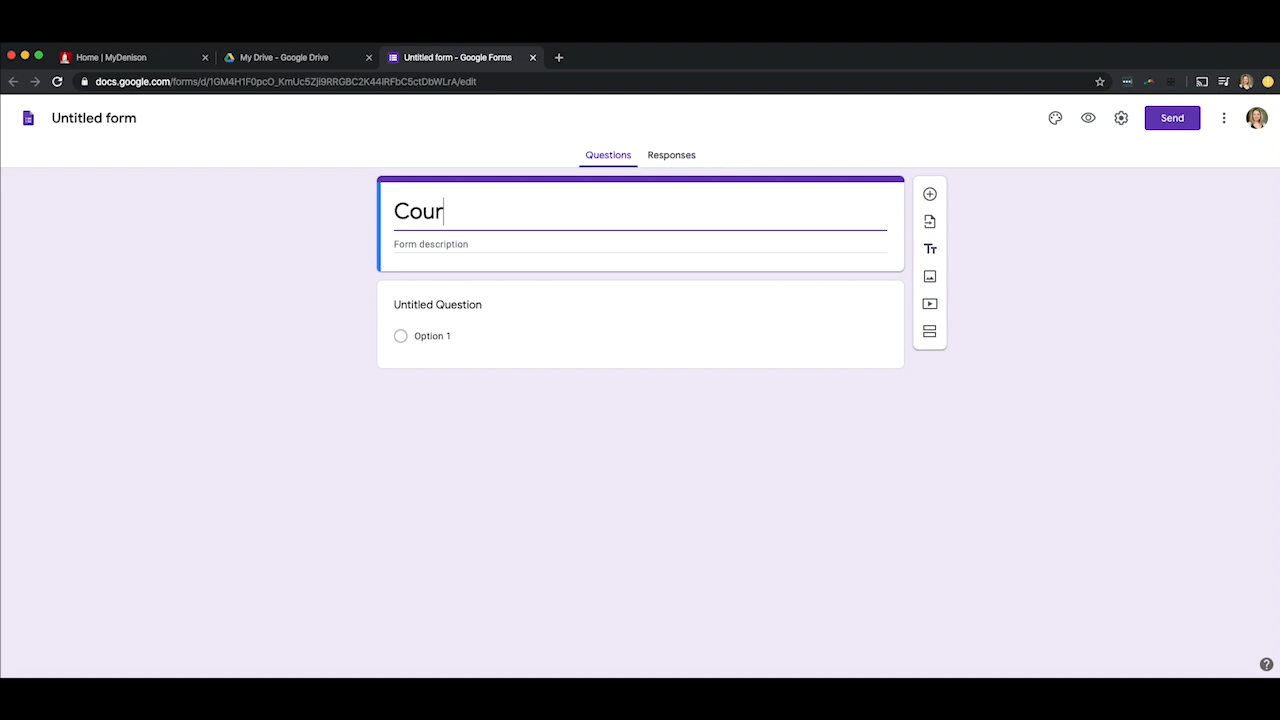 Home | MyDenison
My Drive - Google Drive
Untitled form - Google Forms
docs.google.com/forms/d/1GM4H1F0pcO_KmUc5Zji9RRGBC2K44IRFbC5ctDbWLrA/edit
Untitled form
Send
Questions
Responses
Cour
Form description
Untitled Question
Option 1